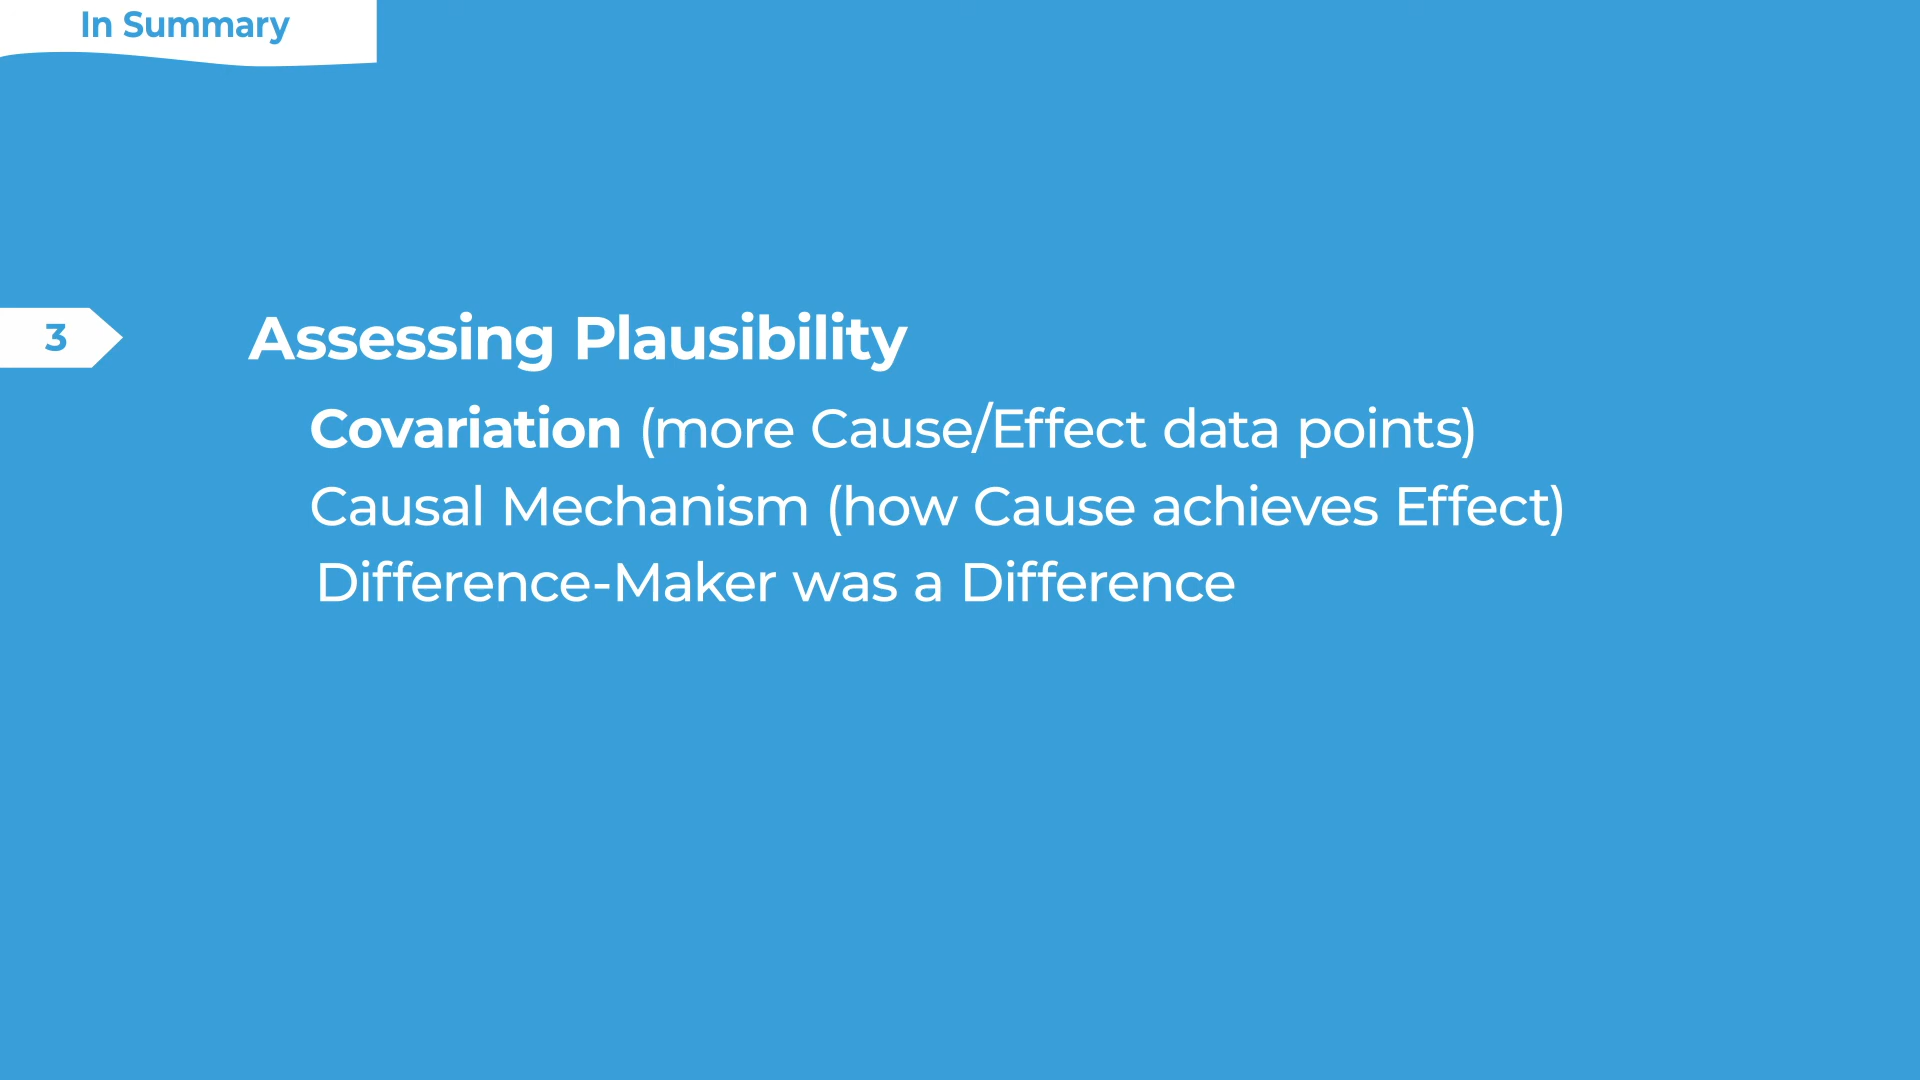 In Summary
3
Assessing Plausibility
Covariation (more Cause/Effect data points)
Causal Mechanism (how Cause achieves Effect)
Difference-Maker was a Difference